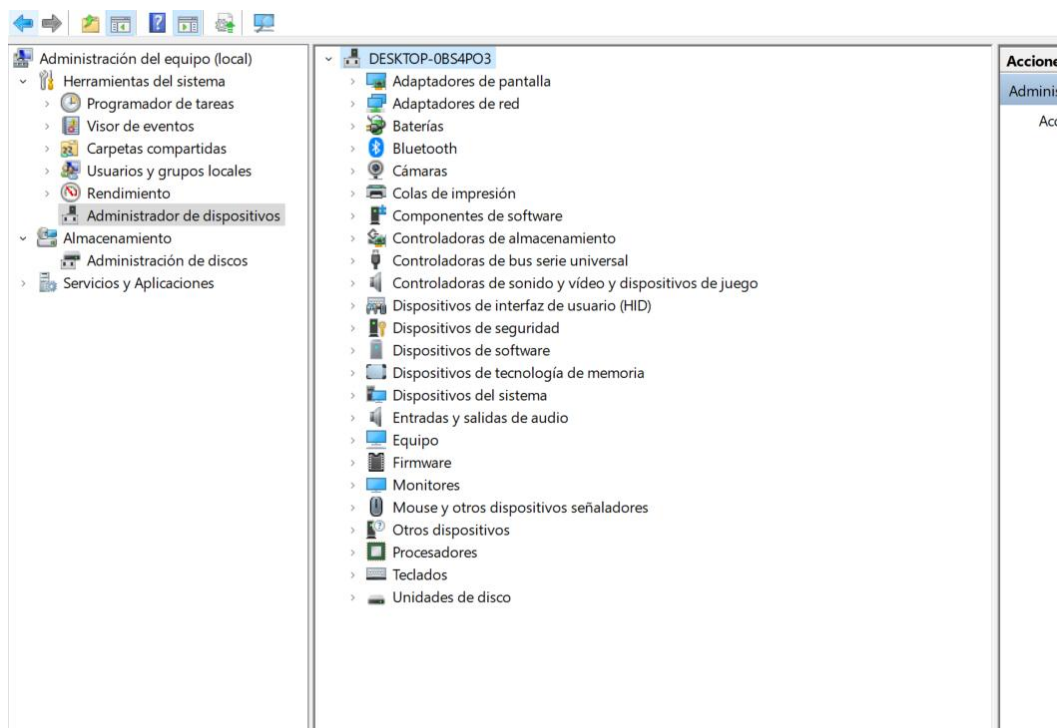 Administración del equipo (local)
Herramientas del sistema
Programador de tareas
Visor de eventos
Carpetas compartidas
Usuarios y grupos locales
Rendimiento
Administrador de dispositivos
Almacenamiento
Administración de discos
Servicios y Aplicaciones
DESKTOP-0BS4PO3
Adaptadores de pantalla
Adaptadores de red
Baterías
Bluetooth
Cámaras
Colas de impresión
Componentes de software
Controladoras de almacenamiento
Controladoras de bus serie universal
Controladoras de sonido y vídeo y dispositivos de juego
Dispositivos de interfaz de usuario (HID)
Dispositivos de seguridad
Dispositivos de software
Dispositivos de tecnología de memoria
Dispositivos del sistema
Entradas y salidas de audio
Equipo
Firmware
Monitores
Mouse y otros dispositivos señaladores
Otros dispositivos
Procesadores
Teclados
Unidades de disco
Accione
Adminis
Acc